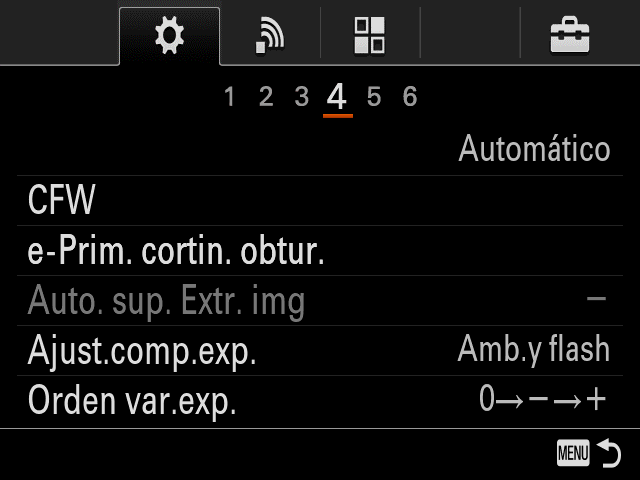 1 2 3 4 5 6
Automático
CFW
e-Prim. cortin. obtur.
Auto. sup. Extr. img –
Ajust.comp.exp. Amb.y flash
Orden var.exp. 0→−→+
MENU